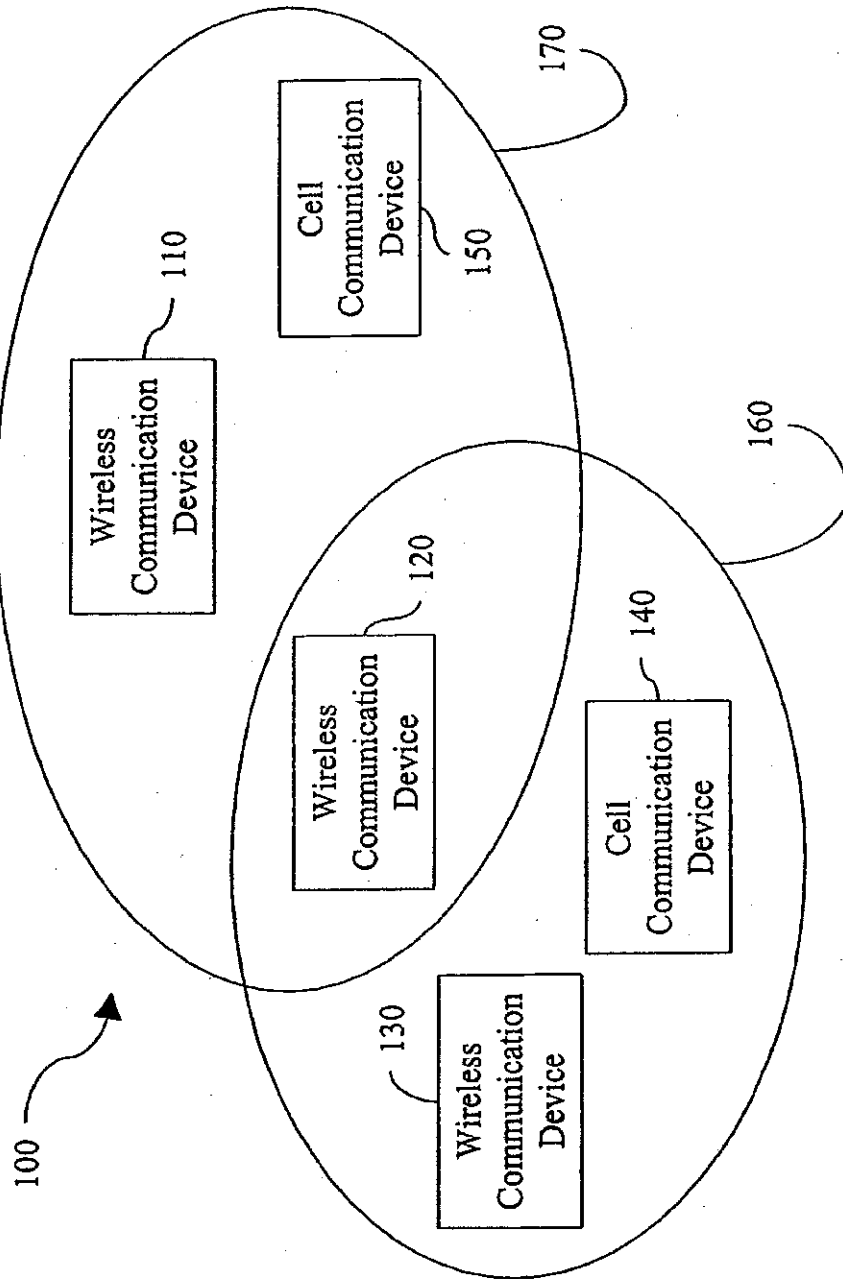 100
Wireless
Communication
Device
130
Cell
Communication
Device
140
160
Wireless
Communication
Device
120
Wireless
Communication
Device
110
Cell
Communication
Device
150
170